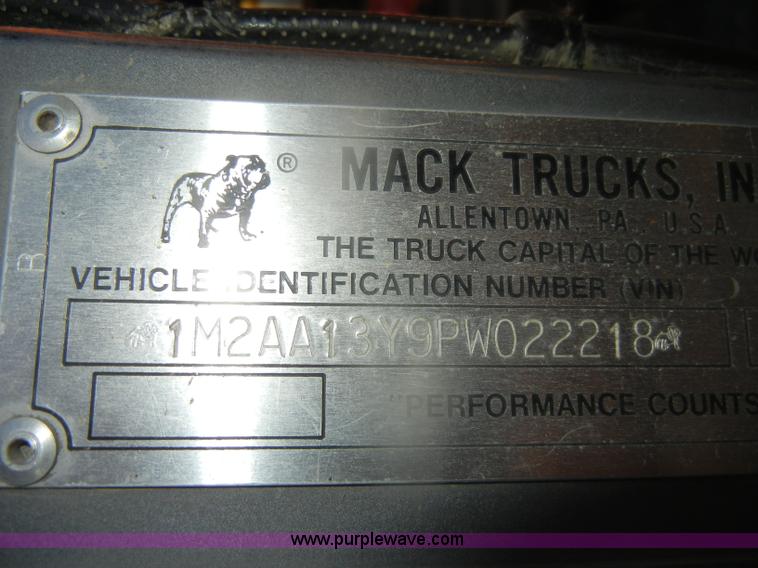 B
®
MACK TRUCKS, IN
ALLENTOWN, PA., U.S.A.
THE TRUCK CAPITAL OF THE WO
VEHICLE IDENTIFICATION NUMBER (VIN)
1M2AA13Y9PW022218
"PERFORMANCE COUNTS
www.purplewave.com